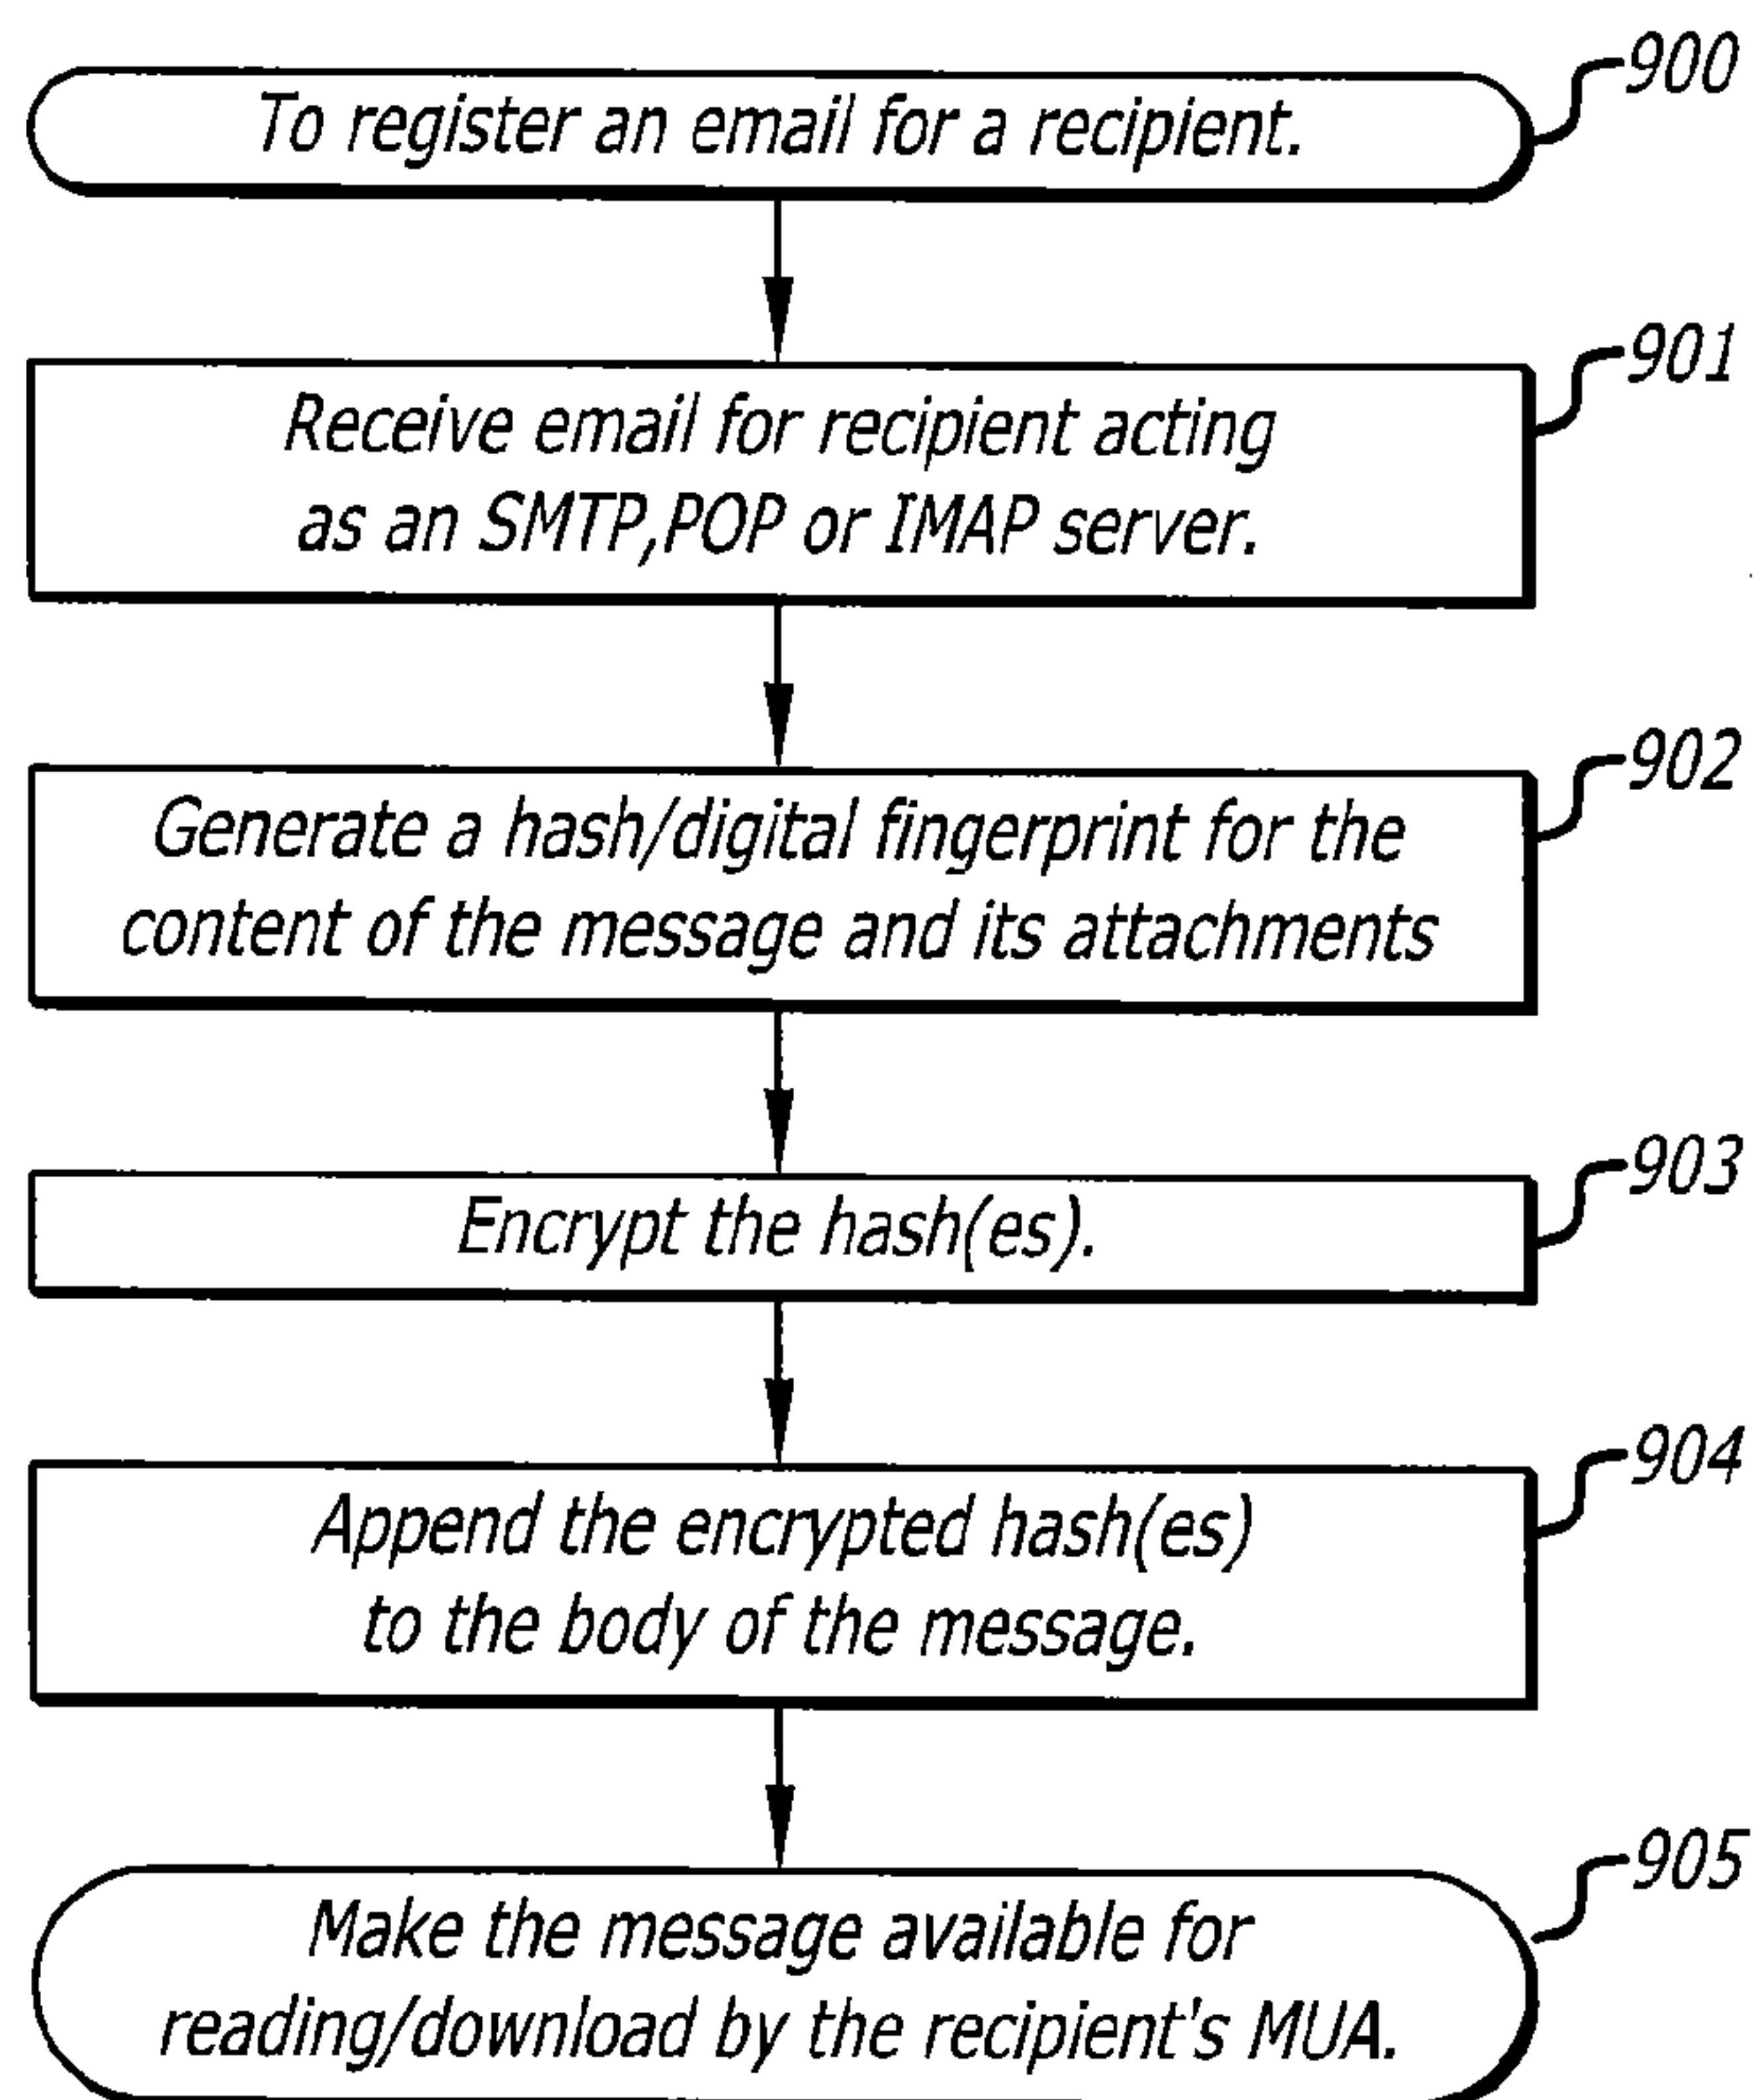 900
To register an email for a recipient.
901
Receive email for recipient acting
as an SMTP,POP or IMAP server.
902
Generate a hash/digital fingerprint for the
content of the message and its attachments
903
Encrypt the hash(es).
904
Append the encrypted hash(es)
to the body of the message.
905
Make the message available for
reading/download by the recipient's MUA.